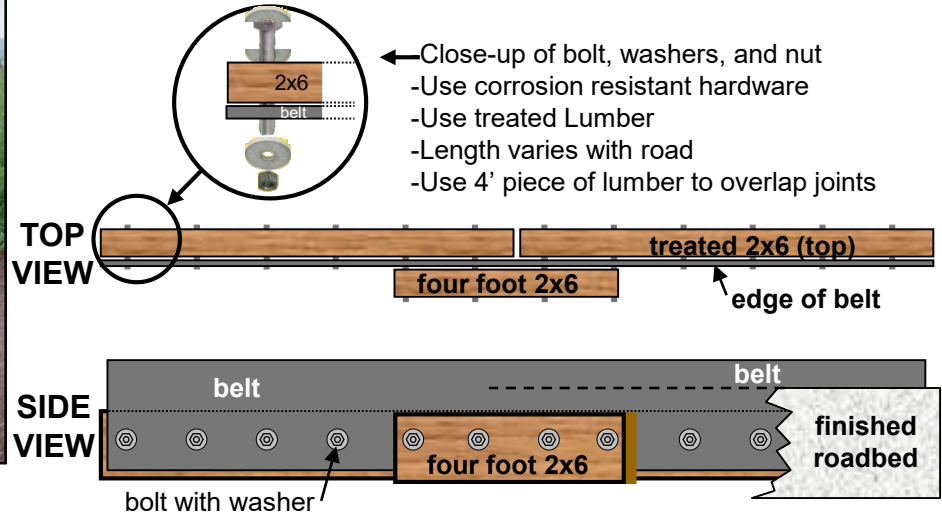 Close-up of bolt, washers, and nut
-Use corrosion resistant hardware
-Use treated Lumber
-Length varies with road
-Use 4’ piece of lumber to overlap joints
2x6
belt
TOP
VIEW
treated 2x6 (top)
four foot 2x6
edge of belt
belt
belt
SIDE
VIEW
finished
roadbed
four foot 2x6
bolt with washer